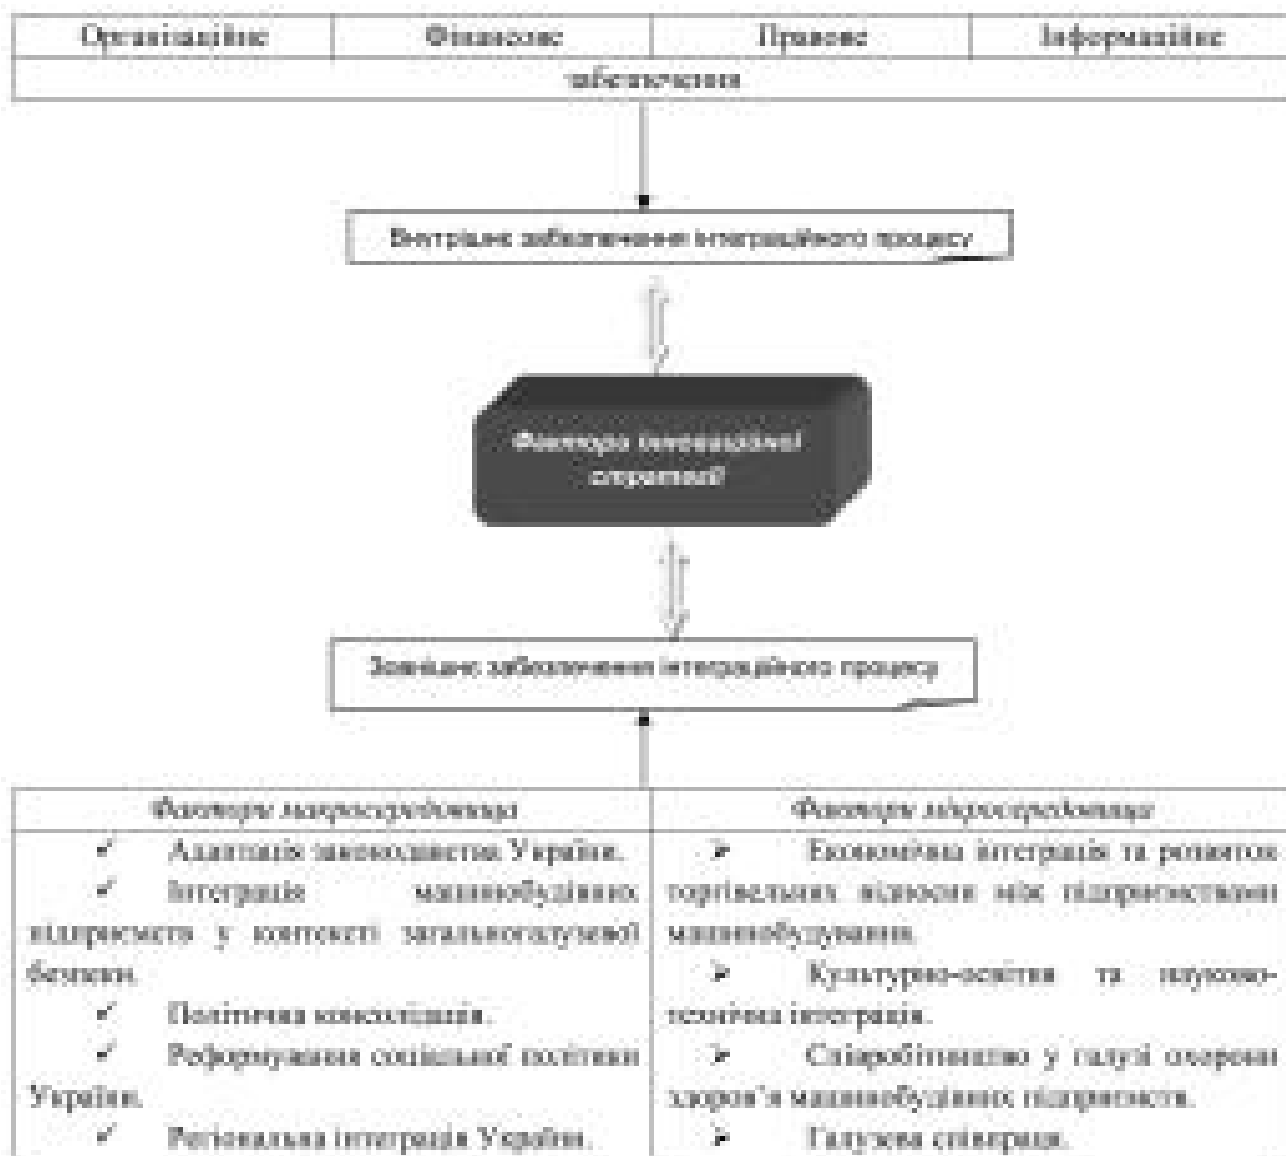 Організаційне Фінансове Правове Інформаційне
забезпечення
Внутрішнє забезпечення інтеграційного процесу
Фактори інноваційної
стратегії
Зовнішнє забезпечення інтеграційного процесу
Фактори макросередовища
✓ Адаптація законодавства України.
✓ Інтеграція машинобудівних
підприємств у контексті загальногалузевої
безпеки.
✓ Політична консолідація.
✓ Реформування соціальної політики
України.
✓ Регіональна інтеграція України.
Фактори мікросередовища
➢ Економічна інтеграція та розвиток
торгівельних відносин між підприємствами
машинобудування.
➢ Культурно-освітня та науково-
технічна інтеграція.
➢ Співробітництво у галузі охорони
здоров'я машинобудівних підприємств.
➢ Галузева співпраця.